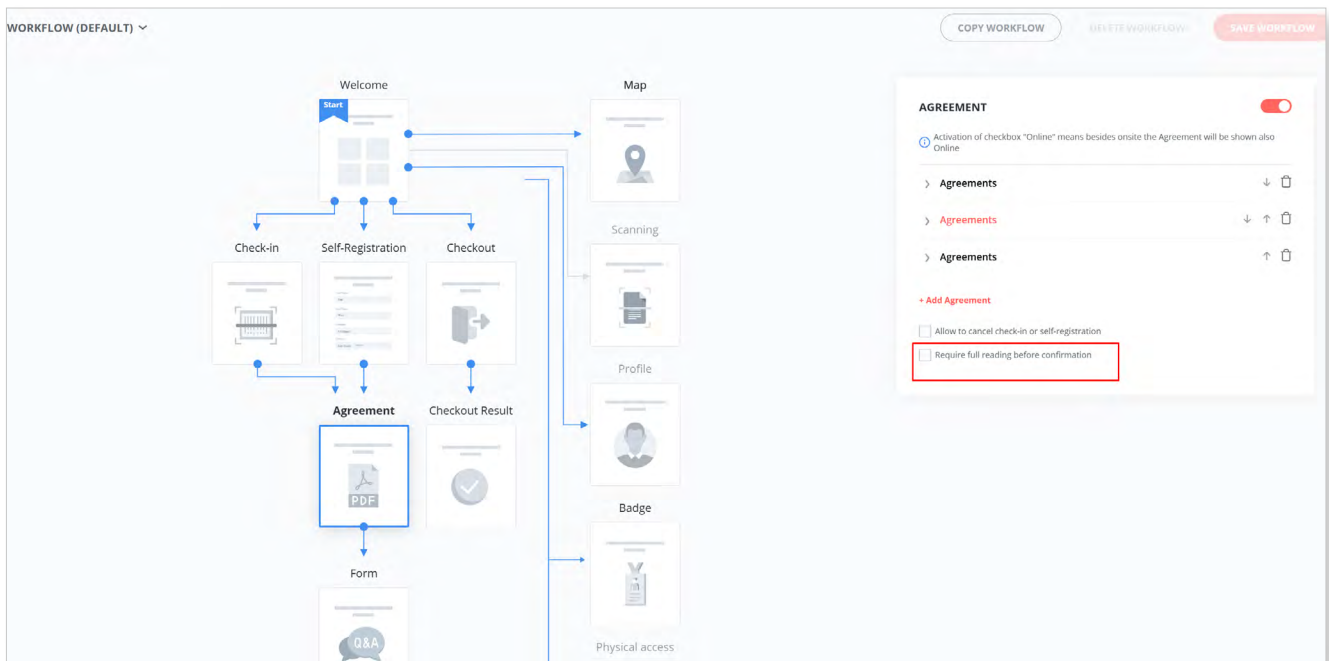 WORKFLOW (DEFAULT)
COPY WORKFLOW
DELETE WORKFLOW
SAVE WORKFLOW
Welcome
Start
Map
Scanning
Check-in
Self-Registration
Checkout
Profile
Agreement
Checkout Result
PDF
Badge
Form
Q&A
Physical access
AGREEMENT
Activation of checkbox "Online" means besides onsite the Agreement will be shown also
Online
Agreements
Agreements
Agreements
+ Add Agreement
Allow to cancel check-in or self-registration
Require full reading before confirmation